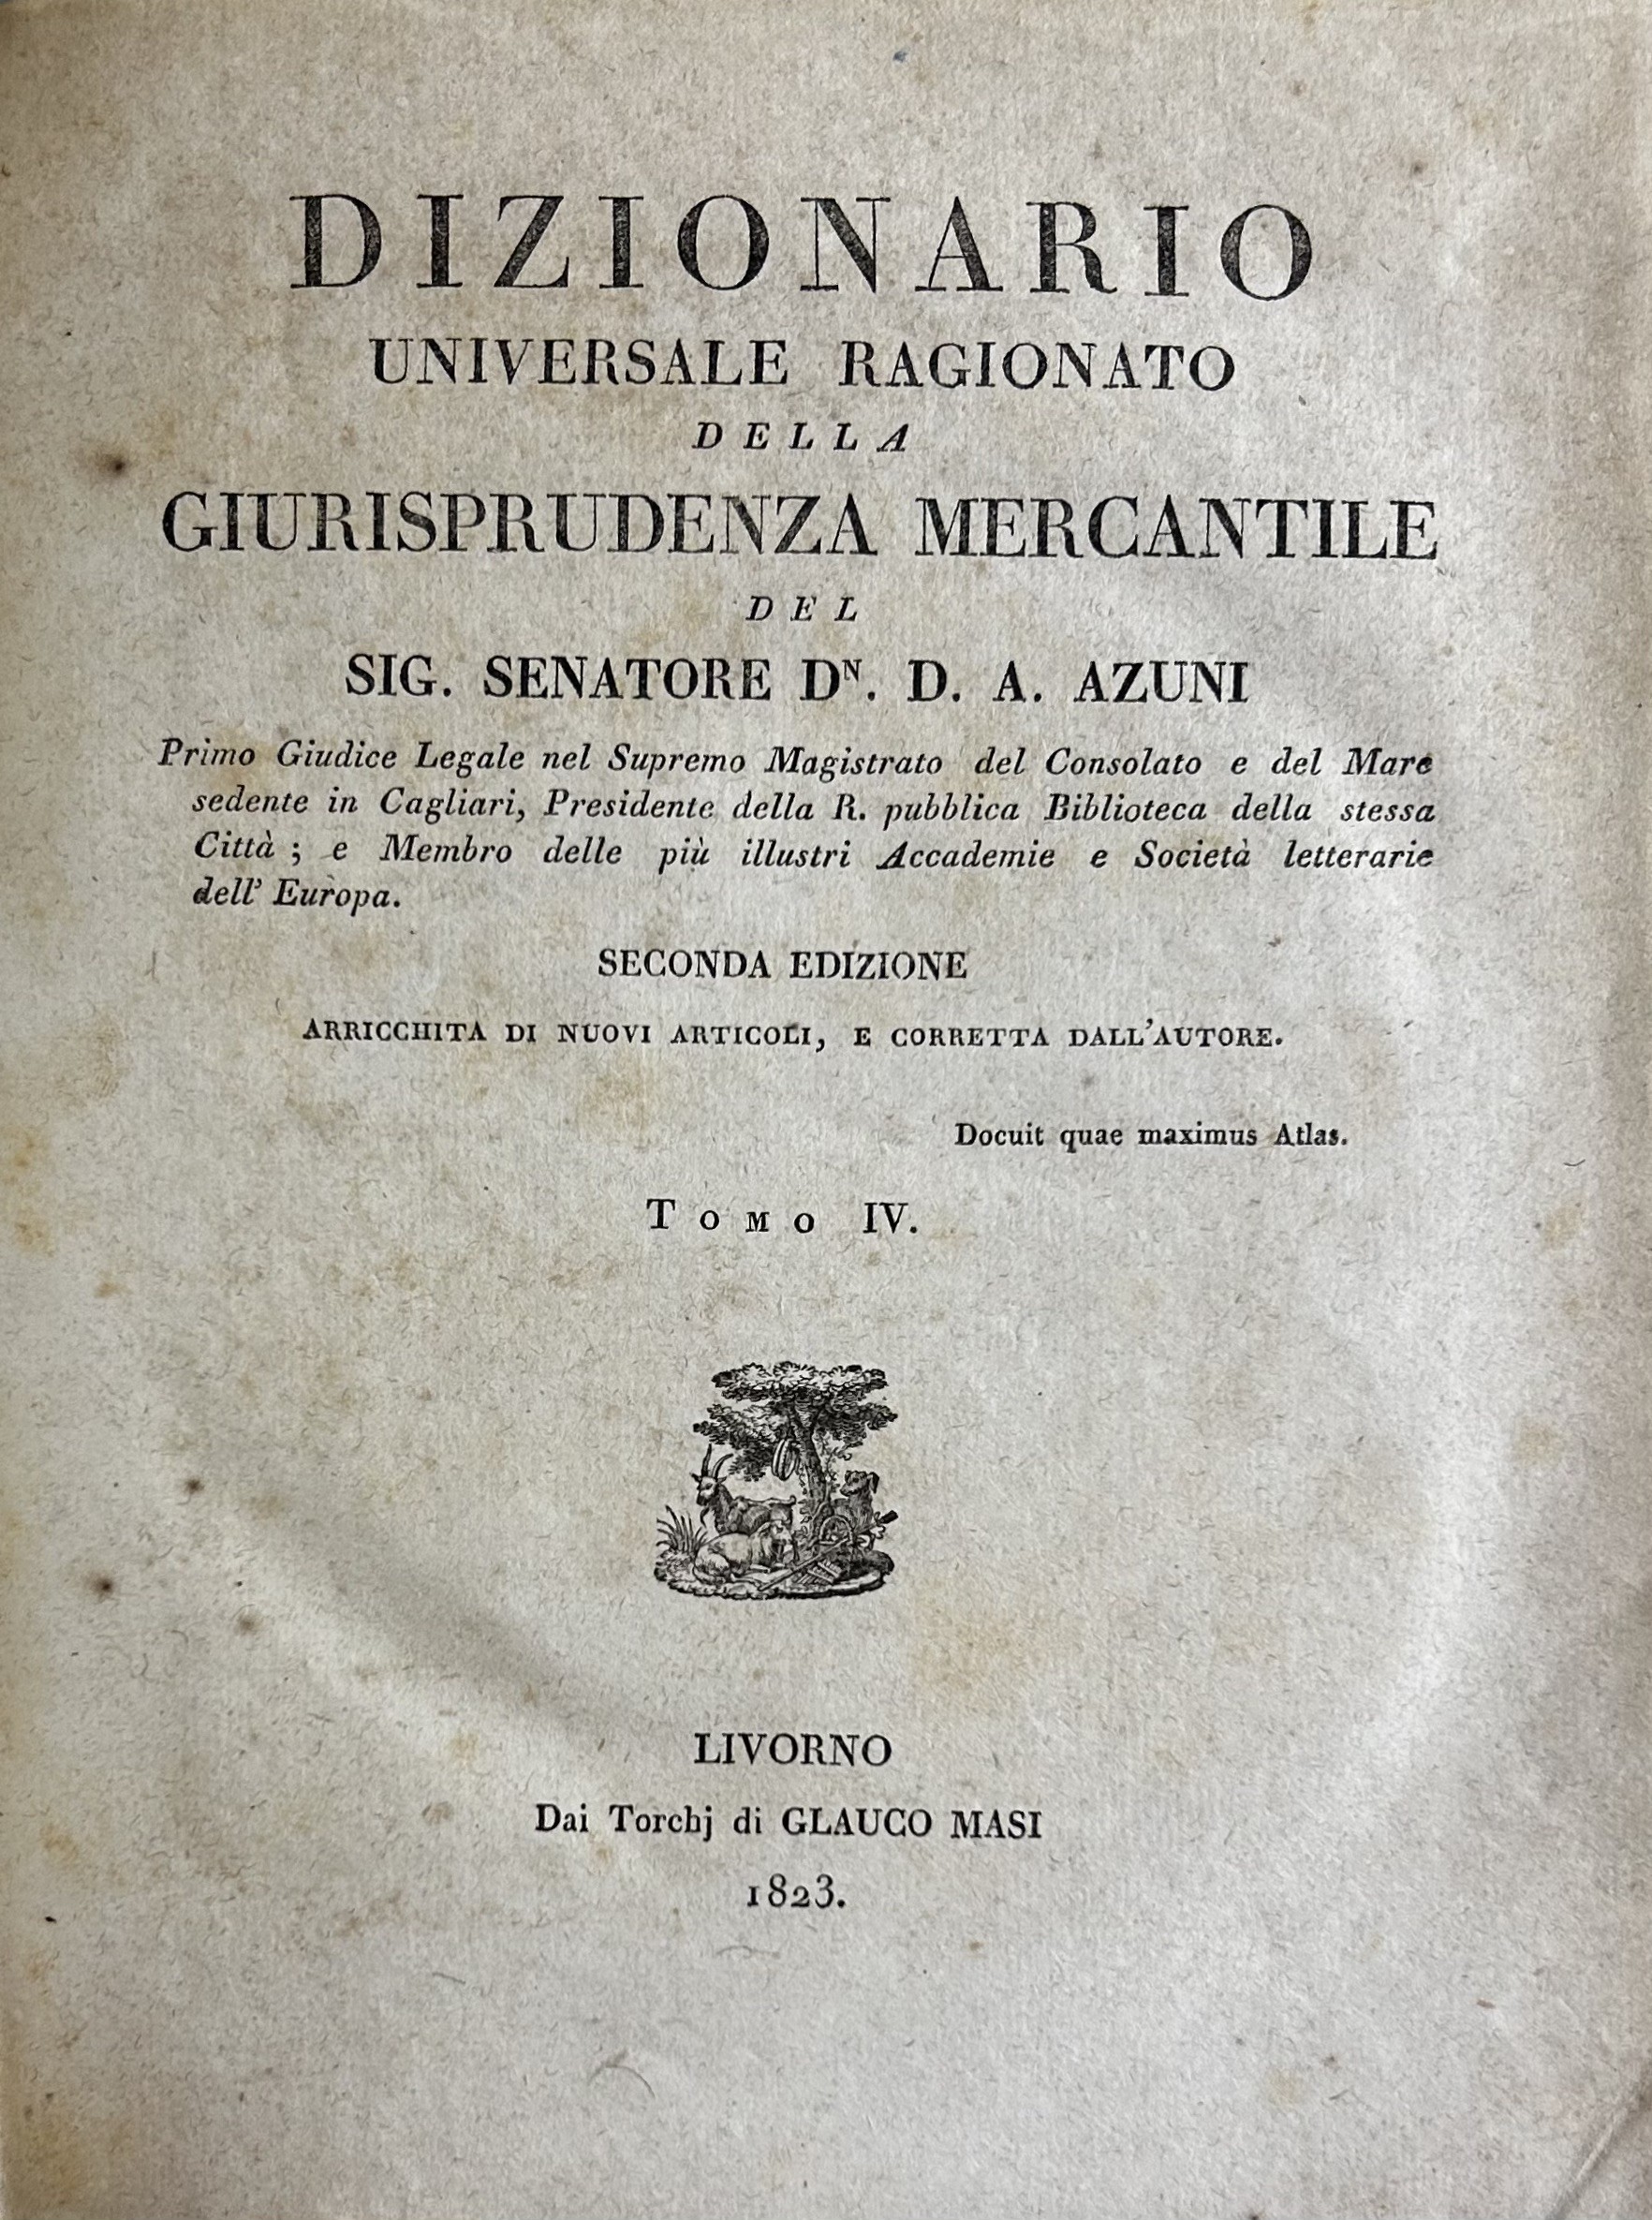 DIZIONARIO
UNIVERSALE RAGIONATO
DELLA
GIURISPRUDENZA MERCANTILE
DEL
SIG. SENATORE Dᴺ. D. A. AZUNI
Primo Giudice Legale nel Supremo Magistrato del Consolato e del Mare
sedente in Cagliari, Presidente della R. pubblica Biblioteca della stessa
Città ; e Membro delle più illustri Accademie e Società letterarie
dell' Europa.
SECONDA EDIZIONE
ARRICCHITA DI NUOVI ARTICOLI, E CORRETTA DALL'AUTORE.
Docuit quae maximus Atlas.
TOMO IV.
LIVORNO
Dai Torchj di GLAUCO MASI
1823.